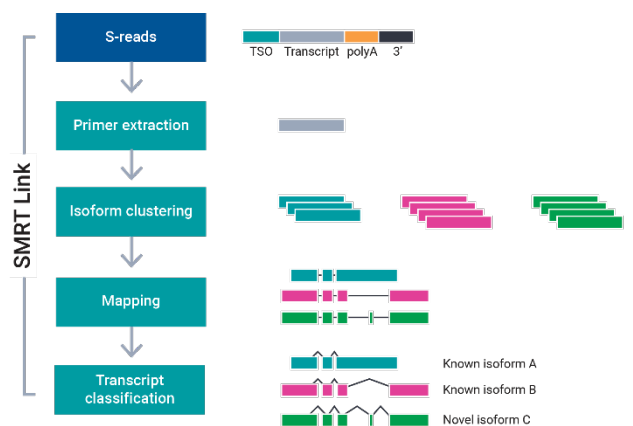 SMRT Link
S-reads
TSO Transcript polyA 3'
Primer extraction
Isoform clustering
Mapping
Transcript
classification
Known isoform A
Known isoform B
Novel isoform C